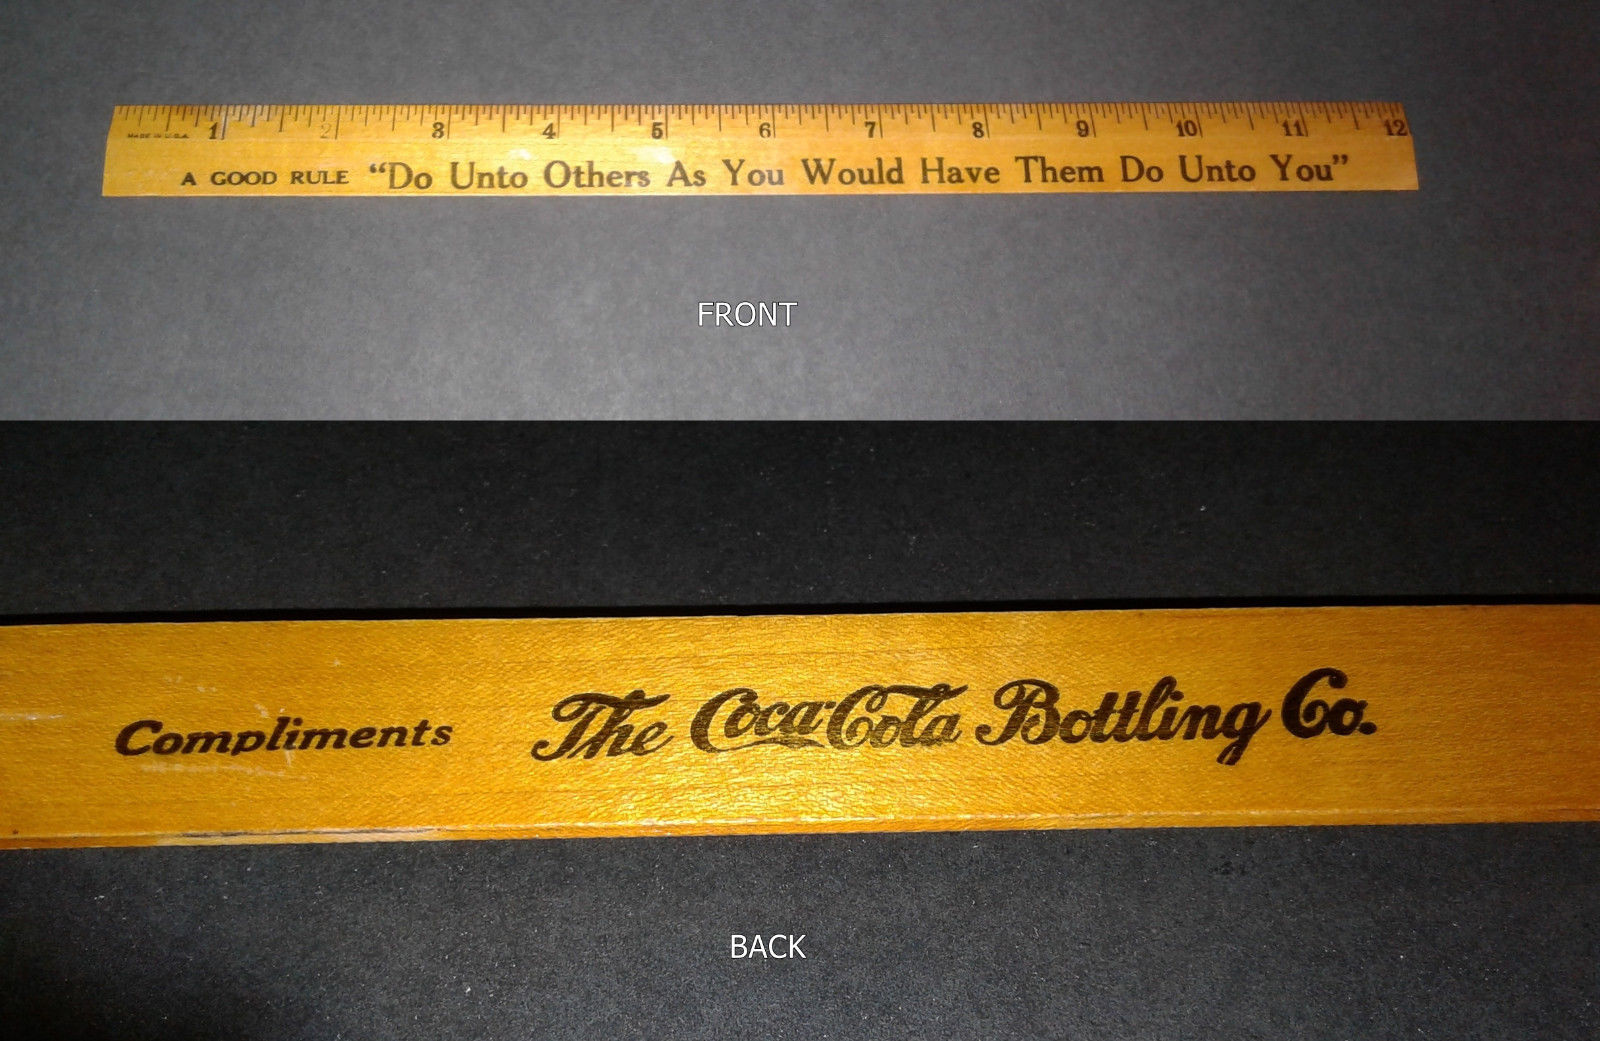 1 2 3 4 5 6 7 8 9 10 11 12
MADE IN U.S.A.
A GOOD RULE “Do Unto Others As You Would Have Them Do Unto You”
FRONT
Compliments The Coca-Cola Bottling Co.
BACK